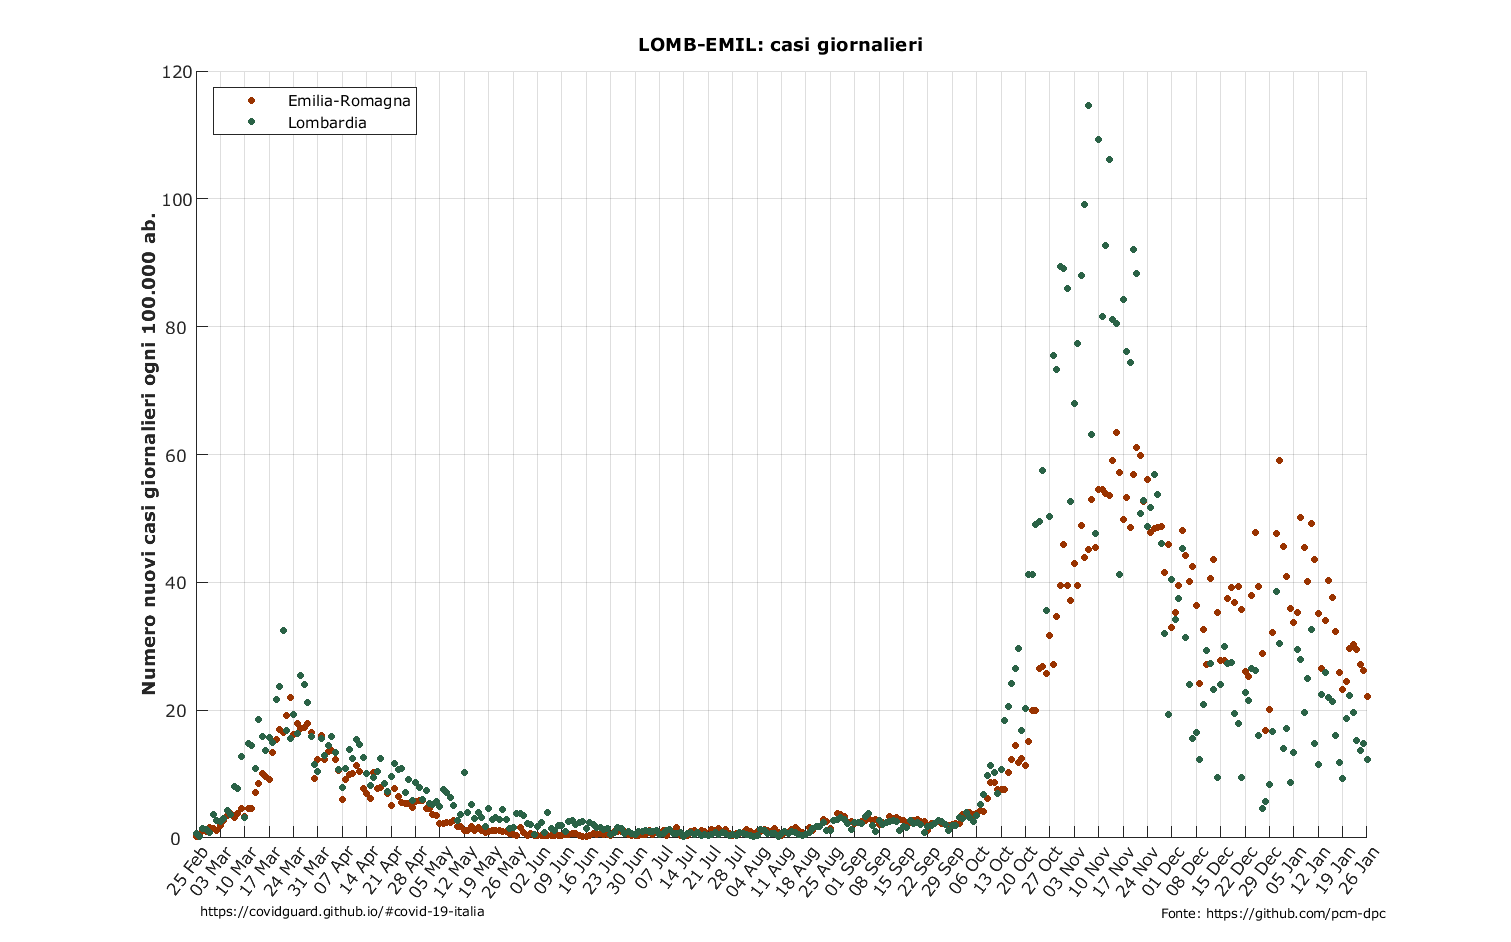 LOMB-EMIL: casi giornalieri
Numero nuovi casi giornalieri ogni 100.000 ab.
120
100
80
60
40
20
0
Emilia-Romagna
Lombardia
25 Feb
03 Mar
10 Mar
17 Mar
24 Mar
31 Mar
07 Apr
14 Apr
21 Apr
28 Apr
05 May
12 May
19 May
26 May
02 Jun
09 Jun
16 Jun
23 Jun
30 Jun
07 Jul
14 Jul
21 Jul
28 Jul
04 Aug
11 Aug
18 Aug
25 Aug
01 Sep
08 Sep
15 Sep
22 Sep
29 Sep
06 Oct
13 Oct
20 Oct
27 Oct
03 Nov
10 Nov
17 Nov
24 Nov
01 Dec
08 Dec
15 Dec
22 Dec
29 Dec
05 Jan
12 Jan
19 Jan
26 Jan
https://covidguard.github.io/#covid-19-italia
Fonte: https://github.com/pcm-dpc